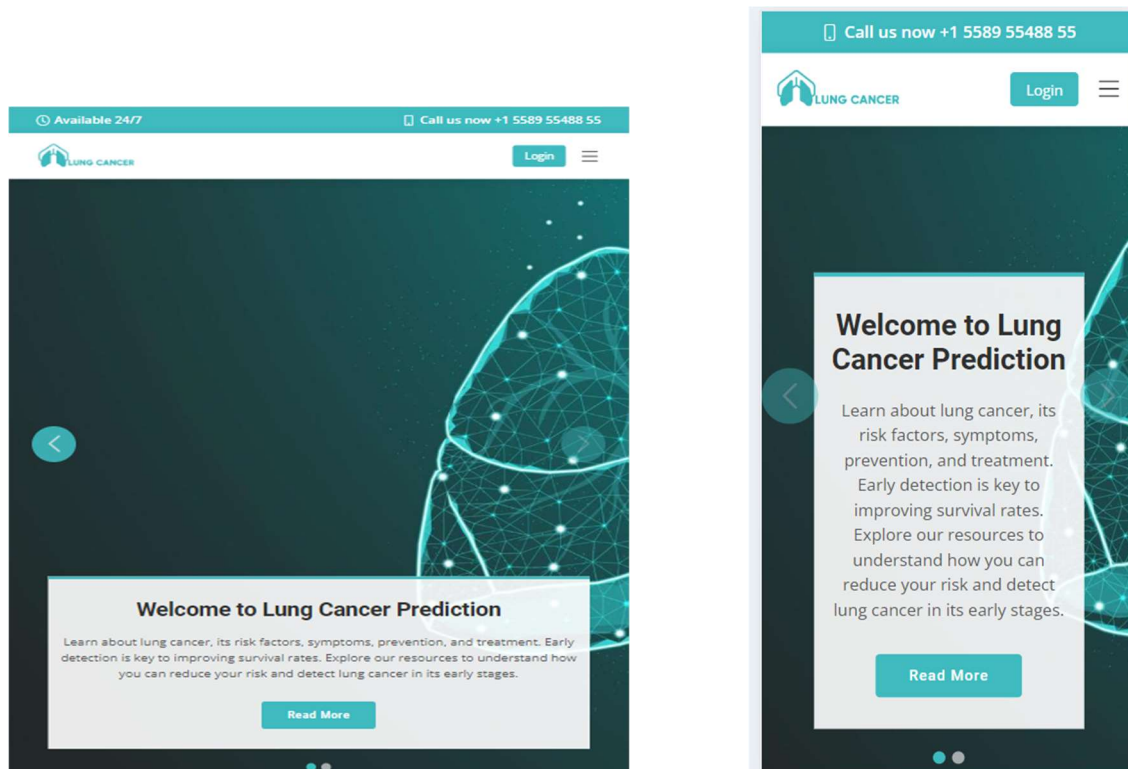 Available 24/7
Call us now +1 5589 55488 55
LUNG CANCER
Login
Welcome to Lung Cancer Prediction
Learn about lung cancer, its risk factors, symptoms, prevention, and treatment. Early
detection is key to improving survival rates. Explore our resources to understand how
you can reduce your risk and detect lung cancer in its early stages.
Read More
Call us now +1 5589 55488 55
LUNG CANCER
Login
Welcome to Lung
Cancer Prediction
Learn about lung cancer, its
risk factors, symptoms,
prevention, and treatment.
Early detection is key to
improving survival rates.
Explore our resources to
understand how you can
reduce your risk and detect
lung cancer in its early stages.
Read More